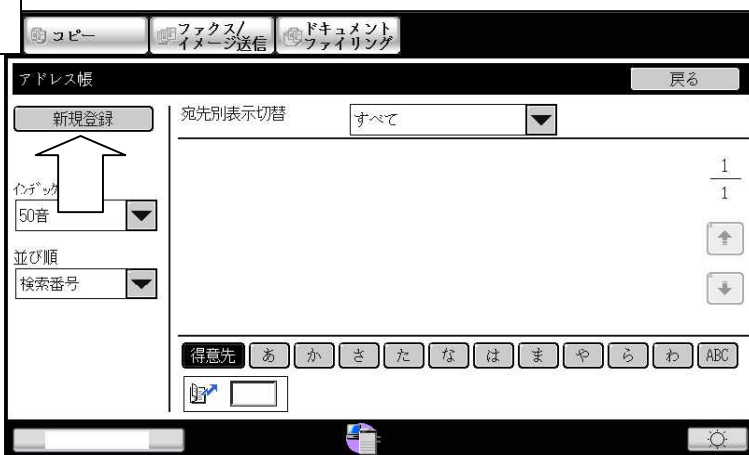 コピー
ファクス/
イメージ送信
ドキュメント
ファイリング
アドレス帳
戻る
新規登録
宛先別表示切替
すべて
1
1
インデック
50音
並び順
検索番号
得意先
あ
か
さ
た
な
は
ま
や
ら
わ
ABC